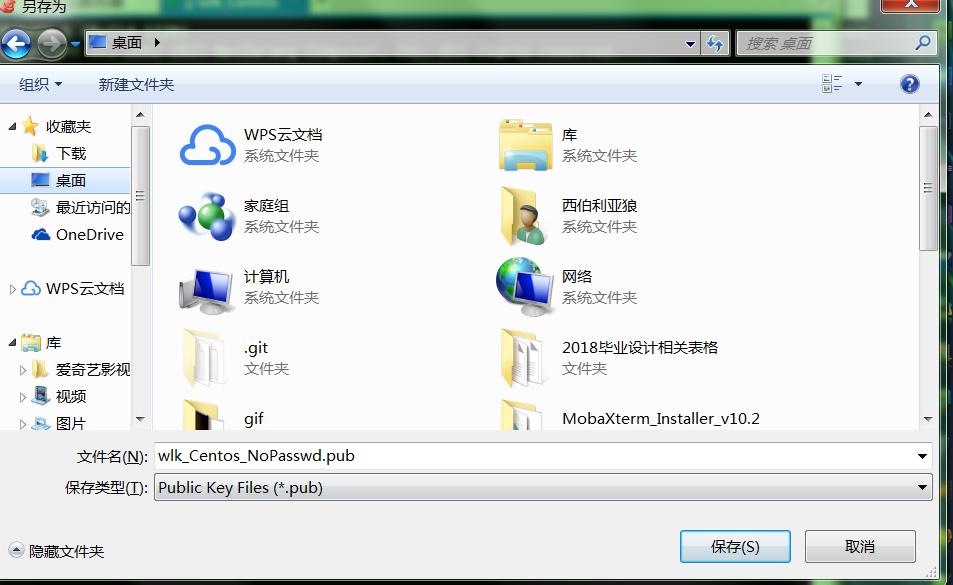 另存为
2 wlk_Centos
桌面
搜索 桌面
组织
新建文件夹
收藏夹
下载
桌面
最近访问的
OneDrive
WPS云文档
库
爱奇艺影视
视频
图片
WPS云文档
系统文件夹
库
系统文件夹
家庭组
系统文件夹
西伯利亚狼
系统文件夹
计算机
系统文件夹
网络
系统文件夹
.git
文件夹
2018毕业设计相关表格
文件夹
gif
MobaXterm_Installer_v10.2
文件名(N):
wlk_Centos_NoPasswd.pub
保存类型(T):
Public Key Files (*.pub)
隐藏文件夹
保存(S)
取消